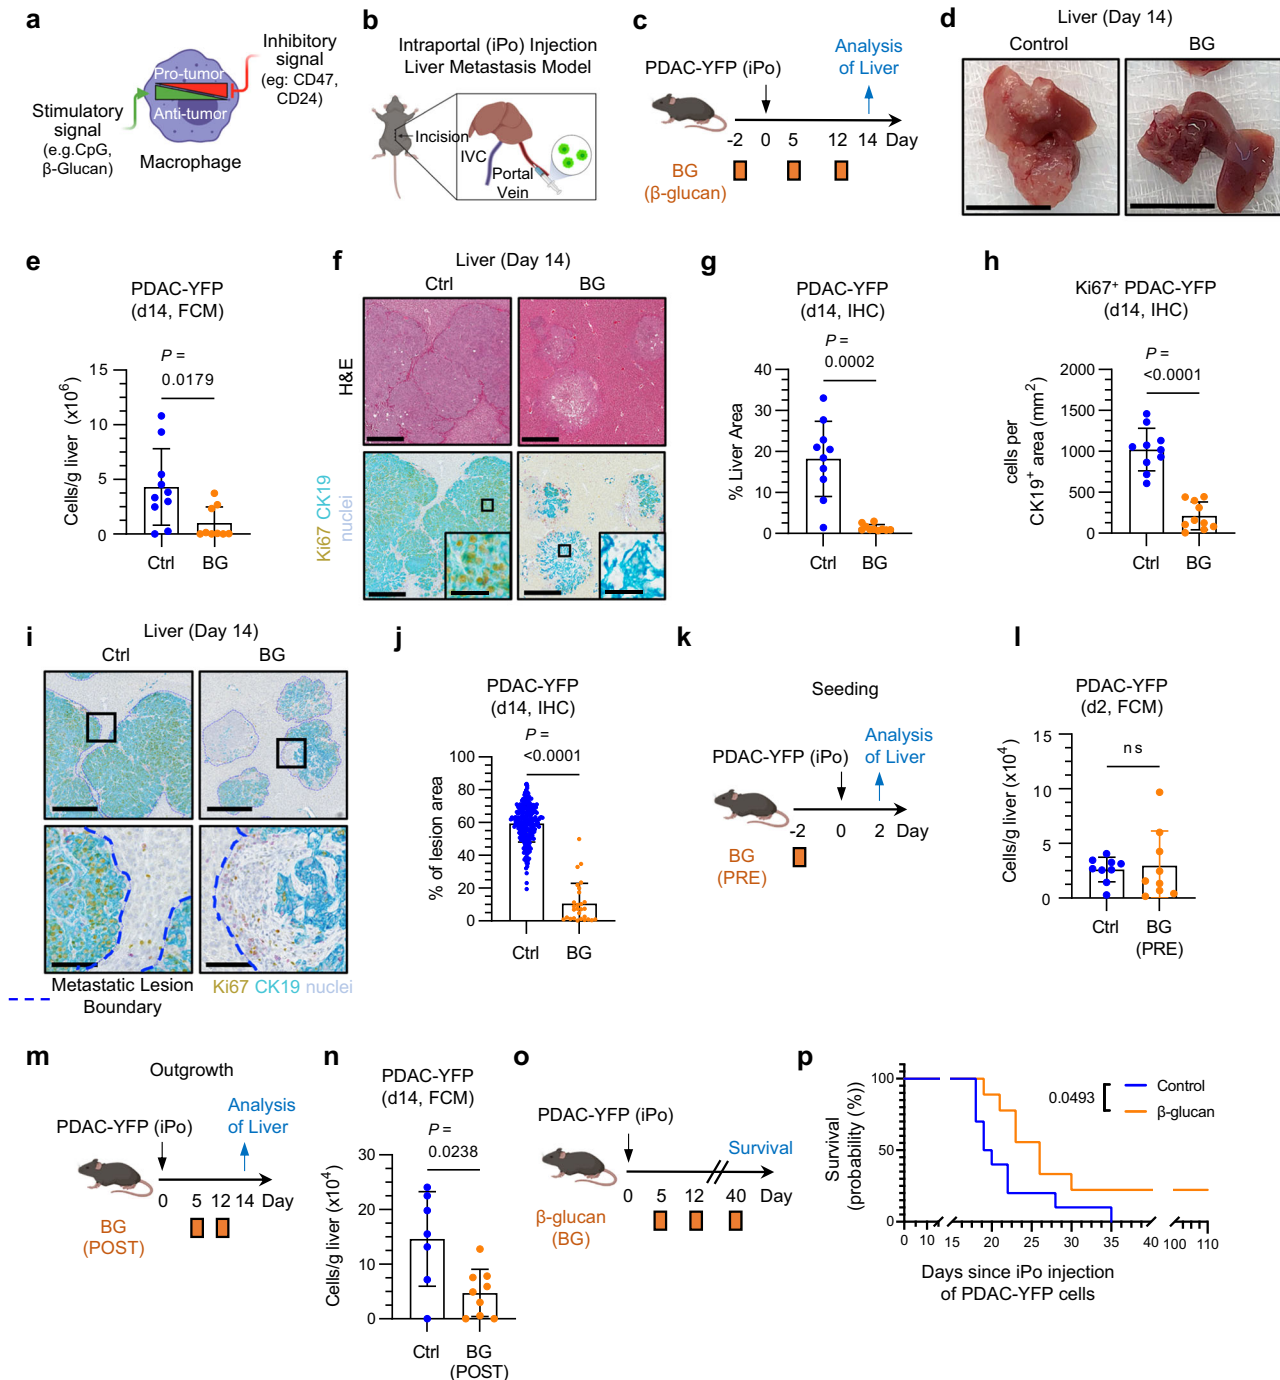 a
Inhibitory
signal
(eg: CD47,
CD24)
Pro-tumor
Anti-tumor
Stimulatory
signal
(e.g.CpG,
β-Glucan)
Macrophage
b
Intraportal (iPo) Injection
Liver Metastasis Model
Incision
IVC
Portal
Vein
c
Analysis
of Liver
PDAC-YFP (iPo)
-2 0 5 12 14 Day
BG
(β-glucan)
d
Liver (Day 14)
Control BG
e
PDAC-YFP
(d14, FCM)
P =
0.0179
Cells/g liver (x10⁶)
15
10
5
0
Ctrl BG
f
Liver (Day 14)
Ctrl BG
H&E
Ki67 CK19
nuclei
g
PDAC-YFP
(d14, IHC)
P =
0.0002
% Liver Area
40
30
20
10
0
Ctrl BG
h
Ki67⁺ PDAC-YFP
(d14, IHC)
P =
<0.0001
cells per
CK19⁺ area (mm²)
2000
1500
1000
500
0
Ctrl BG
i
Liver (Day 14)
Ctrl BG
Metastatic Lesion
Boundary
Ki67 CK19 nuclei
j
PDAC-YFP
(d14, IHC)
P =
<0.0001
% of lesion area
100
80
60
40
20
0
Ctrl BG
k
Seeding
Analysis
of Liver
PDAC-YFP (iPo)
-2 0 2 Day
BG
(PRE)
l
PDAC-YFP
(d2, FCM)
ns
Cells/g liver (x10⁴)
15
10
5
0
Ctrl BG
(PRE)
m
Outgrowth
Analysis
of Liver
PDAC-YFP (iPo)
0 5 12 14 Day
BG
(POST)
n
PDAC-YFP
(d14, FCM)
P =
0.0238
Cells/g liver (x10⁴)
30
20
10
0
Ctrl BG
(POST)
o
PDAC-YFP (iPo)
Survival
0 5 12 40 Day
β-glucan
(BG)
p
Survival
(probability (%))
100
50
0
0.0493
Control
β-glucan
0 10 15 20 25 30 35 40 100 110
Days since iPo injection
of PDAC-YFP cells